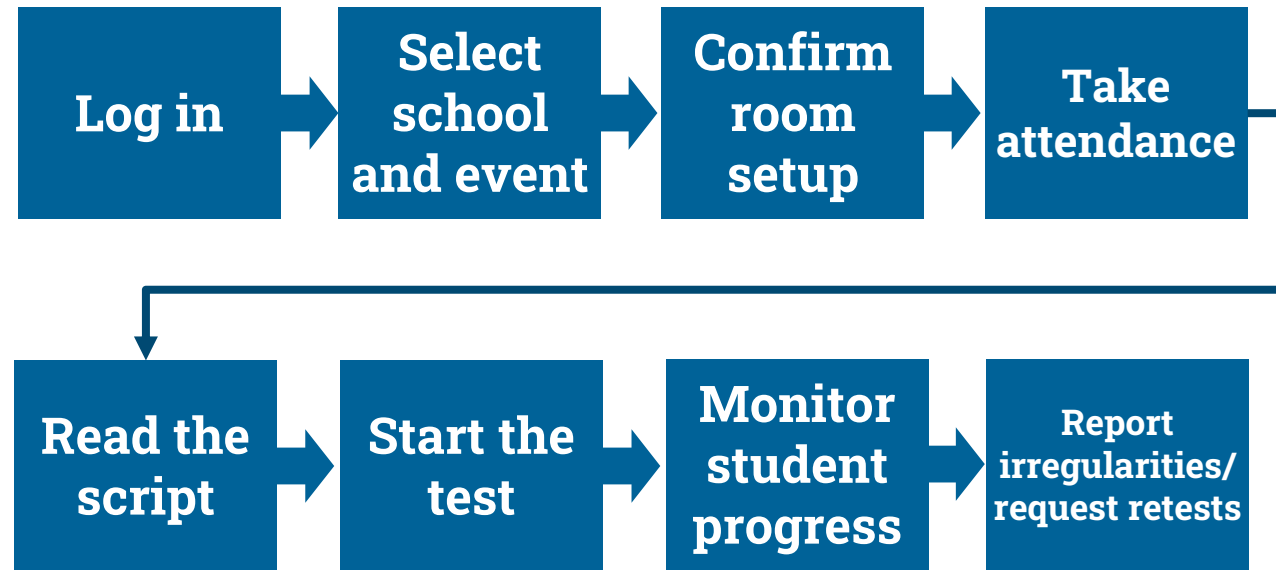 Log in
Select
school
and event
Confirm
room
setup
Take
attendance
Read the
script
Start the
test
Monitor
student
progress
Report
irregularities/
request retests